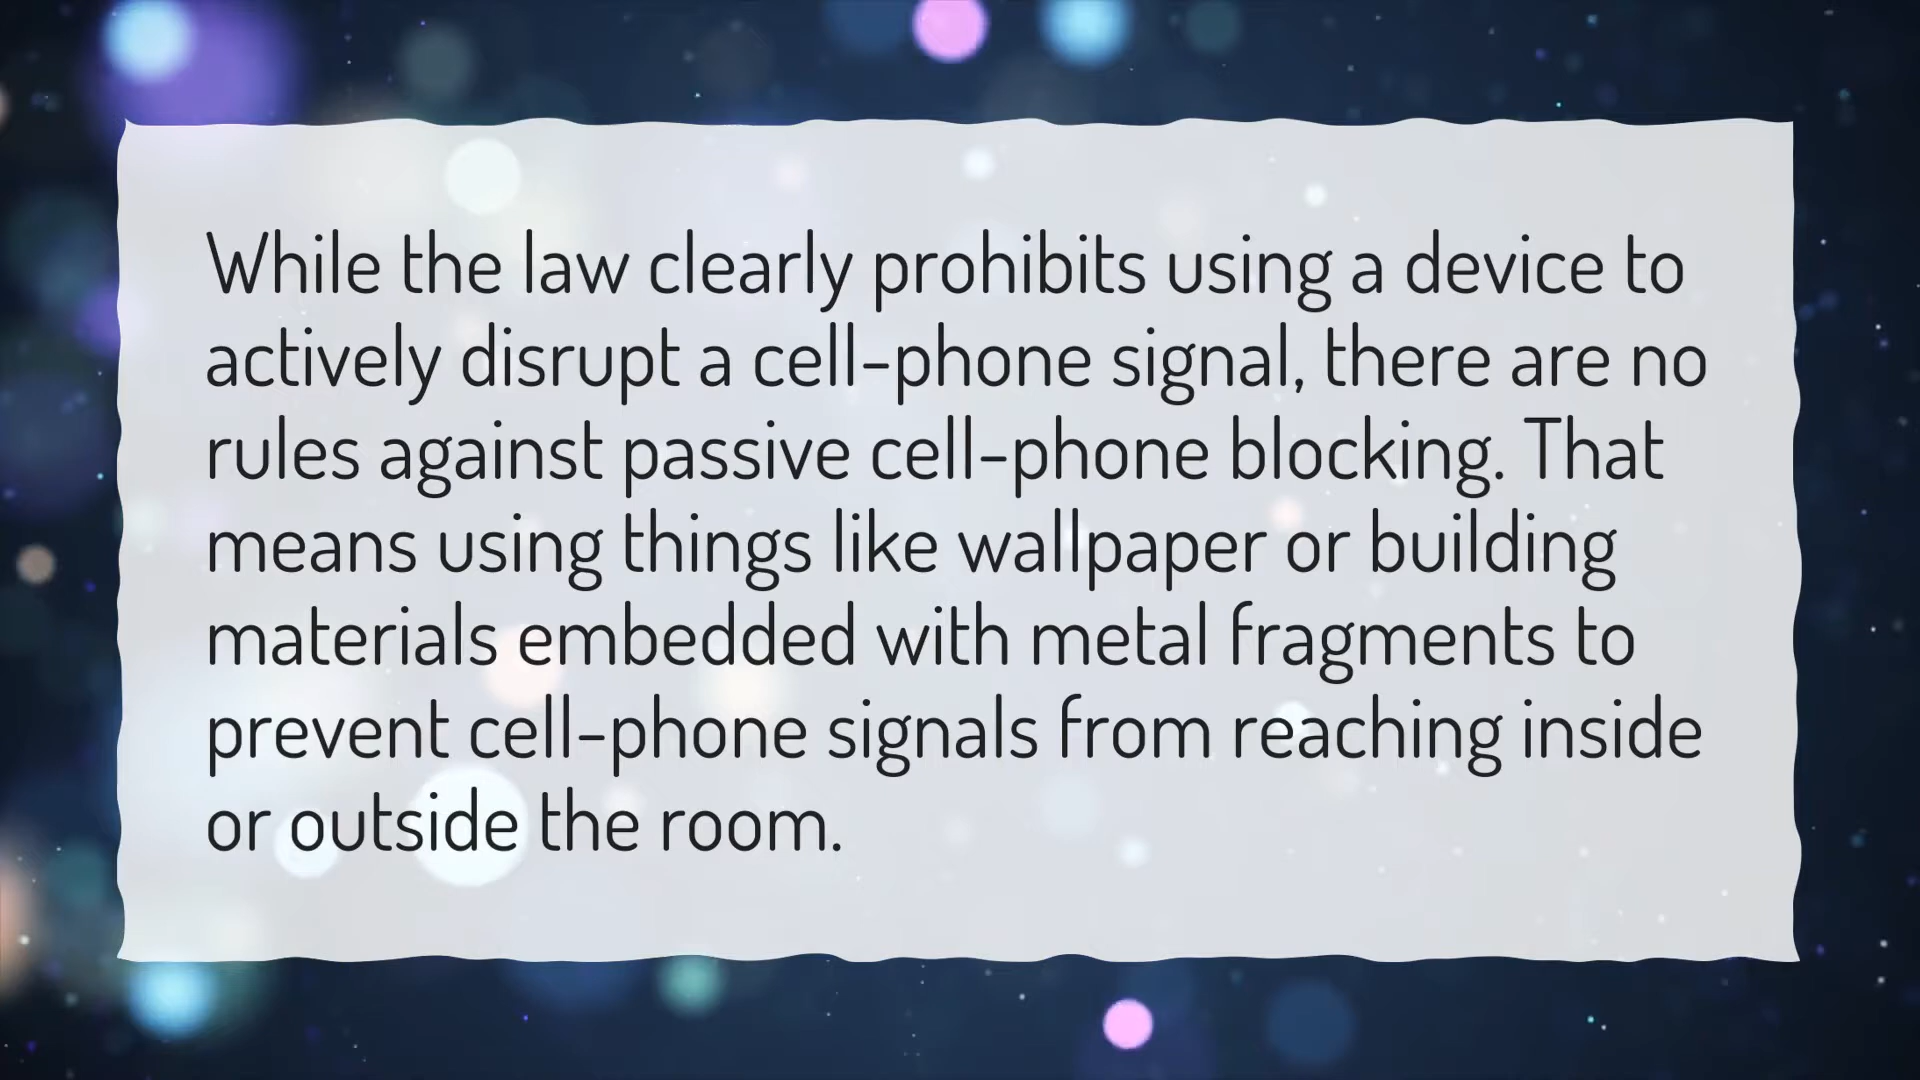 While the law clearly prohibits using a device to
actively disrupt a cell-phone signal, there are no
rules against passive cell-phone blocking. That
means using things like wallpaper or building
materials embedded with metal fragments to
prevent cell-phone signals from reaching inside
or outside the room.